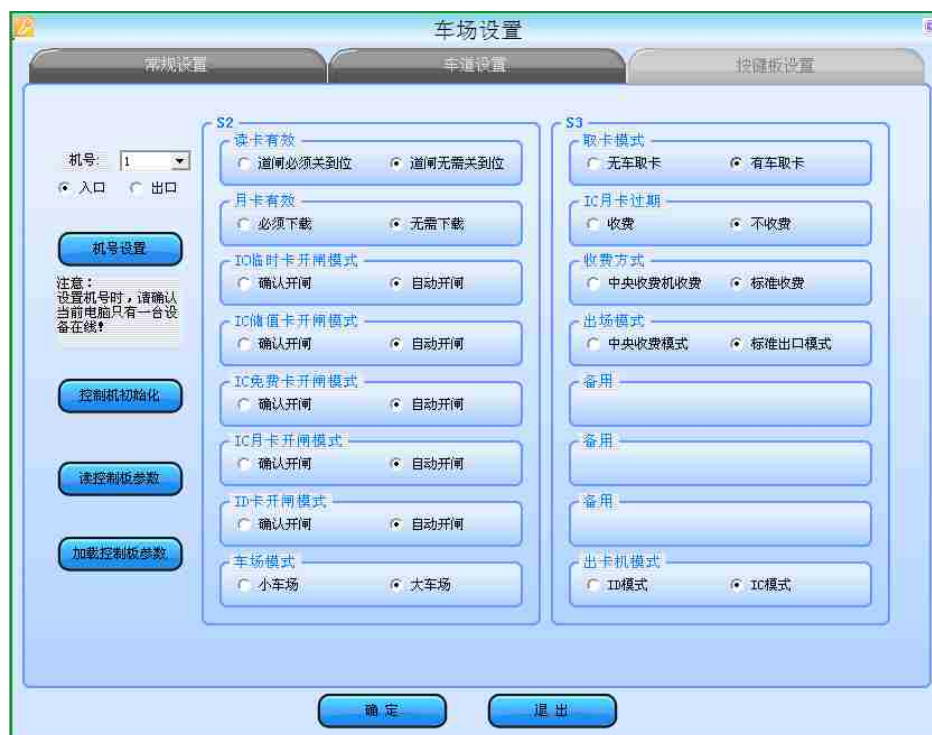 车场设置
常规设置
车道设置
按键板设置
机号: 1
入口 出口
机号设置
注意：
设置机号时，请确认
当前电脑只有一台设
备在线!
控制机初始化
读控制板参数
加载控制板参数
S2
读卡有效
道闸必须关到位 道闸无需关到位
月卡有效
必须下载 无需下载
IC临时卡开闸模式
确认开闸 自动开闸
IC储值卡开闸模式
确认开闸 自动开闸
IC免费卡开闸模式
确认开闸 自动开闸
IC月卡开闸模式
确认开闸 自动开闸
ID卡开闸模式
确认开闸 自动开闸
车场模式
小车场 大车场
S3
取卡模式
无车取卡 有车取卡
IC月卡过期
收费 不收费
收费方式
中央收费机收费 标准收费
出场模式
中央收费模式 标准出口模式
备用
备用
备用
出卡机模式
ID模式 IC模式
确定 退出